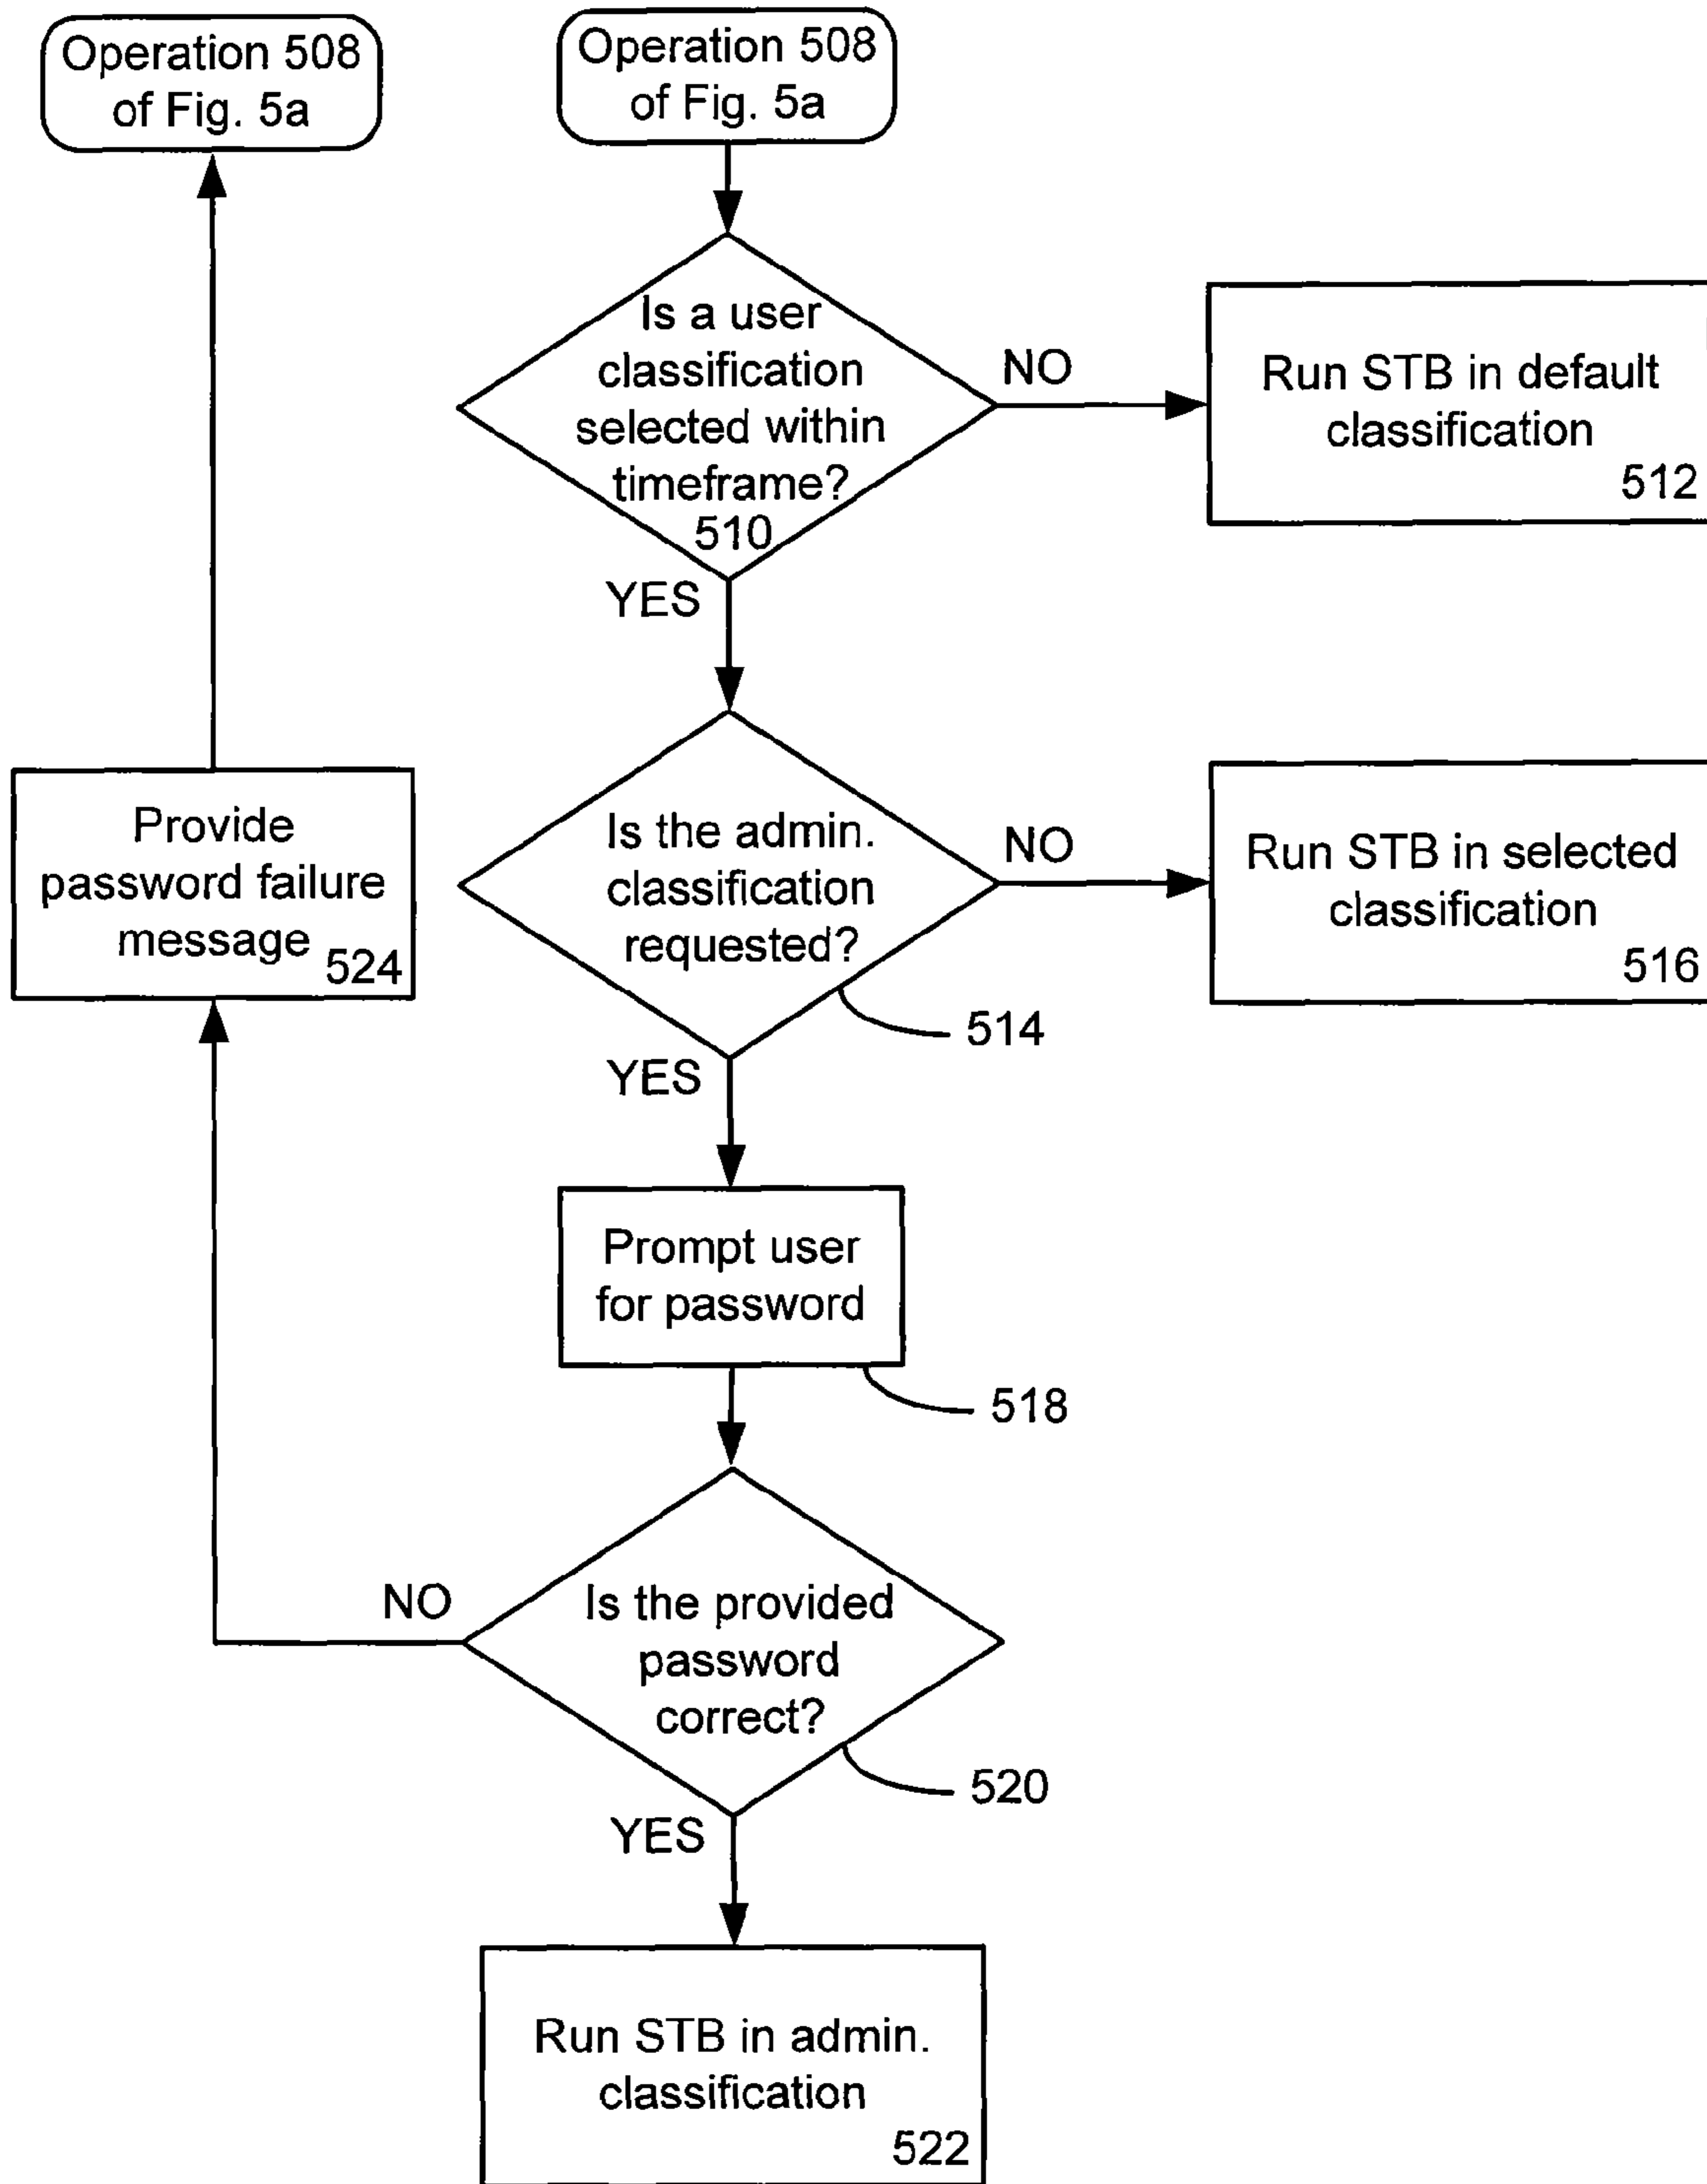 Operation 508
of Fig. 5a
Operation 508
of Fig. 5a
Is a user
classification
selected within
timeframe?
510
NO
Run STB in default
classification
512
YES
Is the admin.
classification
requested?
514
NO
Run STB in selected
classification
516
YES
Provide
password failure
message
524
Prompt user
for password
518
Is the provided
password
correct?
520
NO
YES
Run STB in admin.
classification
522